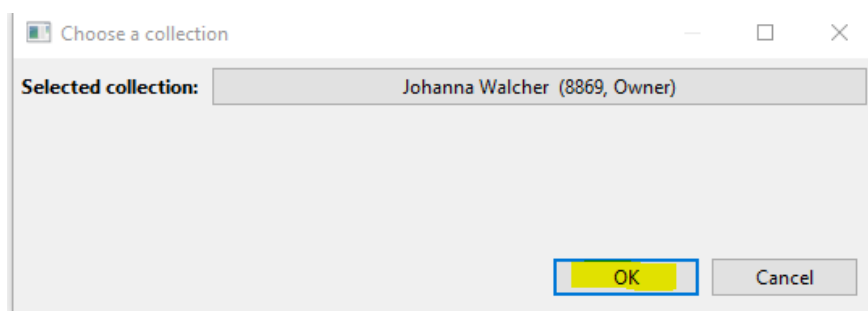 Choose a collection
Selected collection: Johanna Walcher (8869, Owner)
OK Cancel